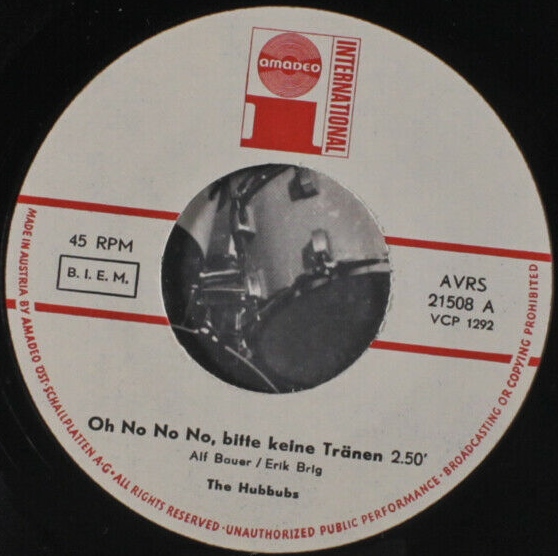 amadeo
INTERNATIONAL
45 RPM
B.I.E.M.
AVRS
21508 A
VCP 1292
Oh No No No, bitte keine Tränen 2.50'
Alf Bauer / Erik Brig
The Hubbubs
MADE IN AUSTRIA BY AMADEO ÖST·SCHALLPLATTEN A·G· ALL RIGHTS RESERVED ·UNAUTHORIZED PUBLIC PERFORMANCE· BROADCASTING OR COPYING PROHIBITED